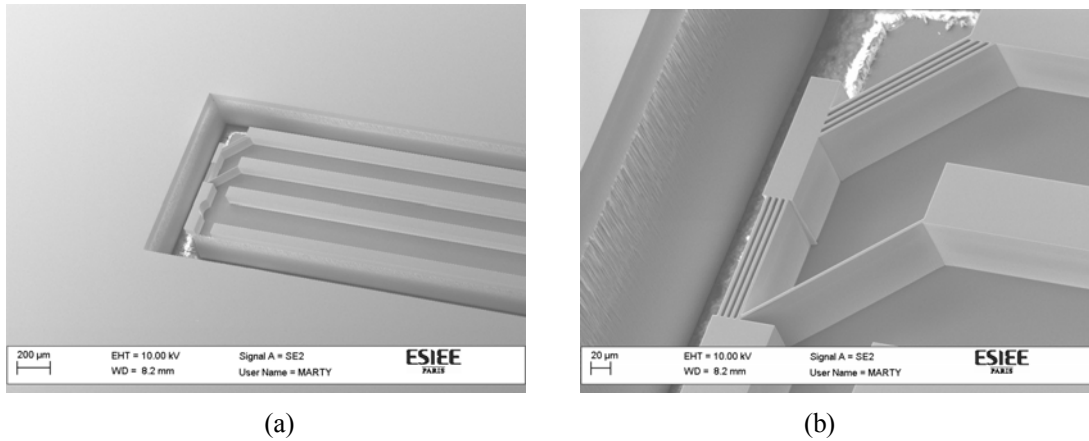 200 µm
EHT = 10.00 kV
WD = 8.2 mm
Signal A = SE2
User Name = MARTY
ESIEE
PARIS
20 µm
EHT = 10.00 kV
WD = 8.2 mm
Signal A = SE2
User Name = MARTY
ESIEE
PARIS
(a)
(b)